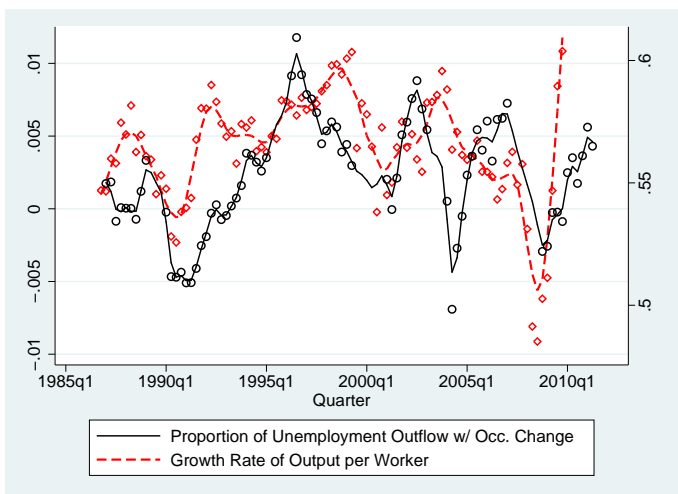 .01
.005
0
-.005
-.01
.6
.55
.5
1985q1 1990q1 1995q1 2000q1 2005q1 2010q1
Quarter
Proportion of Unemployment Outflow w/ Occ. Change
Growth Rate of Output per Worker